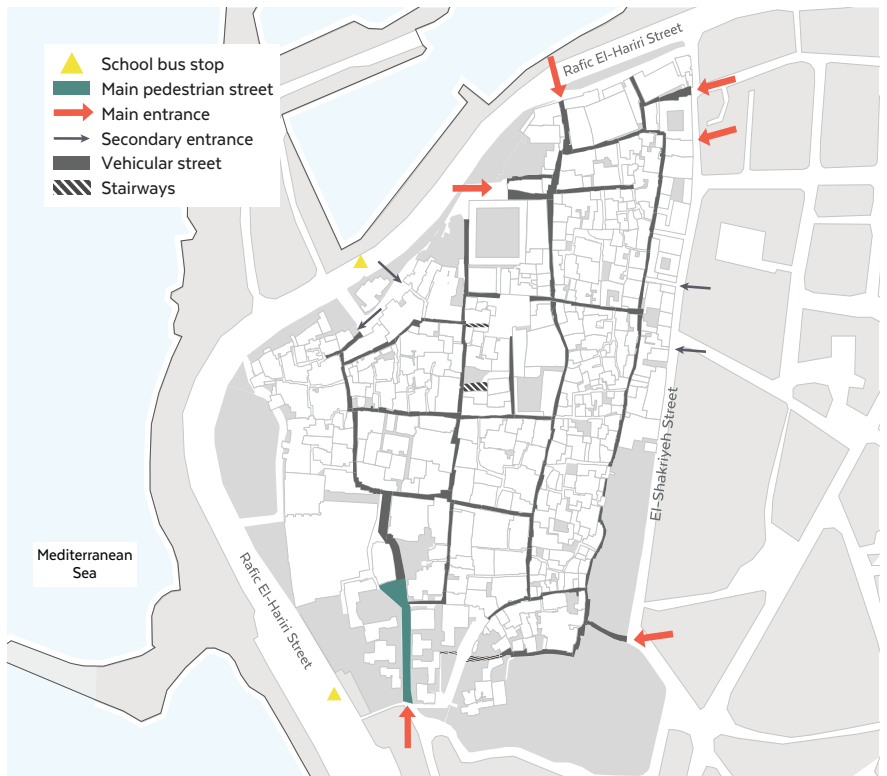 School bus stop
Main pedestrian street
Main entrance
Secondary entrance
Vehicular street
Stairways
Rafic El-Hariri Street
El-Shakriyeh Street
Mediterranean
Sea
Rafic El-Hariri Street